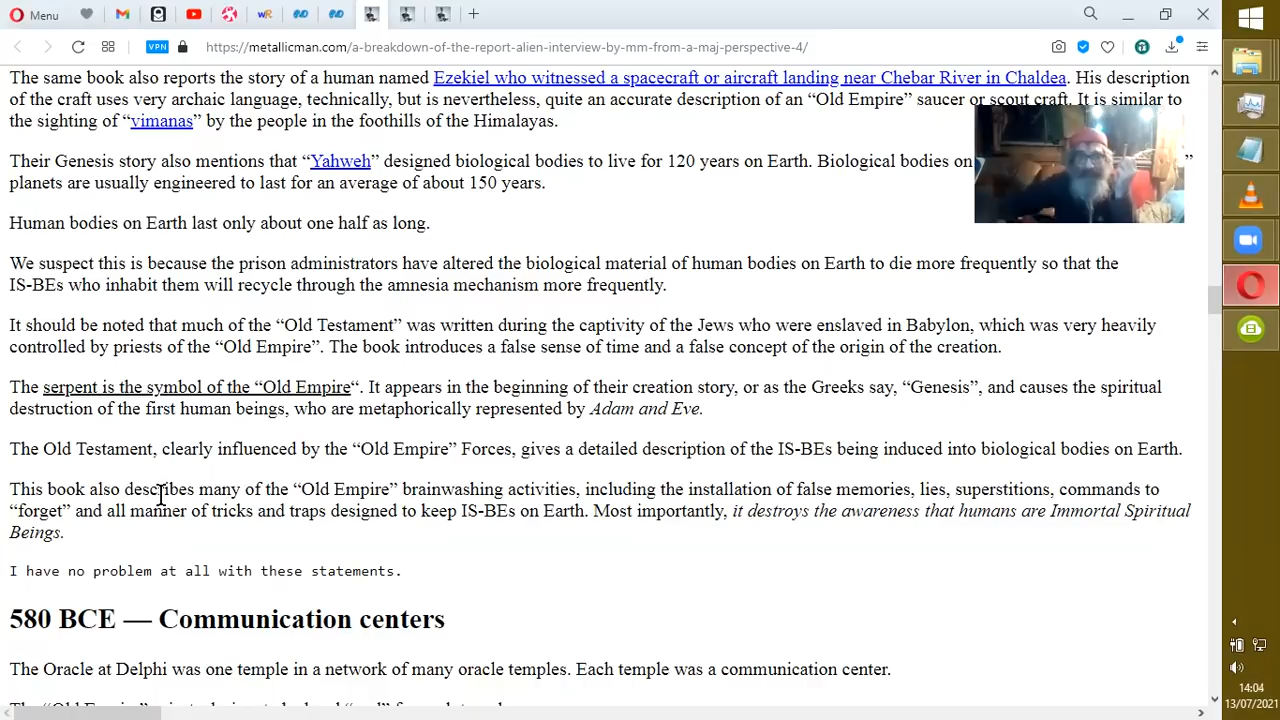 Menu
https://metallicman.com/a-breakdown-of-the-report-alien-interview-by-mm-from-a-maj-perspective-4/
VPN
The same book also reports the story of a human named Ezekiel who witnessed a spacecraft or aircraft landing near Chebar River in Chaldea. His description
of the craft uses very archaic language, technically, but is nevertheless, quite an accurate description of an “Old Empire” saucer or scout craft. It is similar to
the sighting of “vimanas” by the people in the foothills of the Himalayas.
Their Genesis story also mentions that “Yahweh” designed biological bodies to live for 120 years on Earth. Biological bodies on ”
planets are usually engineered to last for an average of about 150 years.
Human bodies on Earth last only about one half as long.
We suspect this is because the prison administrators have altered the biological material of human bodies on Earth to die more frequently so that the
IS-BEs who inhabit them will recycle through the amnesia mechanism more frequently.
It should be noted that much of the “Old Testament” was written during the captivity of the Jews who were enslaved in Babylon, which was very heavily
controlled by priests of the “Old Empire”. The book introduces a false sense of time and a false concept of the origin of the creation.
The serpent is the symbol of the “Old Empire“. It appears in the beginning of their creation story, or as the Greeks say, “Genesis”, and causes the spiritual
destruction of the first human beings, who are metaphorically represented by Adam and Eve.
The Old Testament, clearly influenced by the “Old Empire” Forces, gives a detailed description of the IS-BEs being induced into biological bodies on Earth.
This book also describes many of the “Old Empire” brainwashing activities, including the installation of false memories, lies, superstitions, commands to
“forget” and all manner of tricks and traps designed to keep IS-BEs on Earth. Most importantly, it destroys the awareness that humans are Immortal Spiritual
Beings.
I have no problem at all with these statements.
580 BCE — Communication centers
The Oracle at Delphi was one temple in a network of many oracle temples. Each temple was a communication center.
14:04
13/07/2021